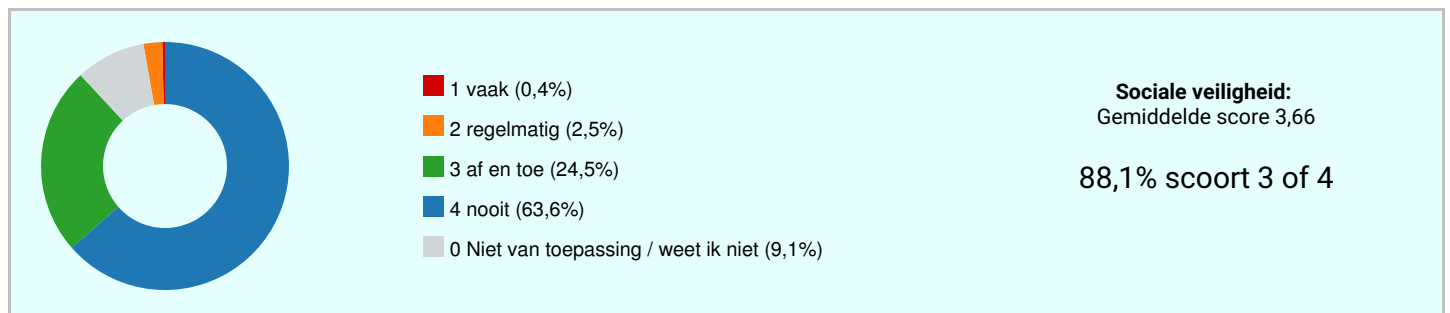 1 vaak (0,4%)
2 regelmatig (2,5%)
3 af en toe (24,5%)
4 nooit (63,6%)
0 Niet van toepassing / weet ik niet (9,1%)
Sociale veiligheid:
Gemiddelde score 3,66
88,1% scoort 3 of 4